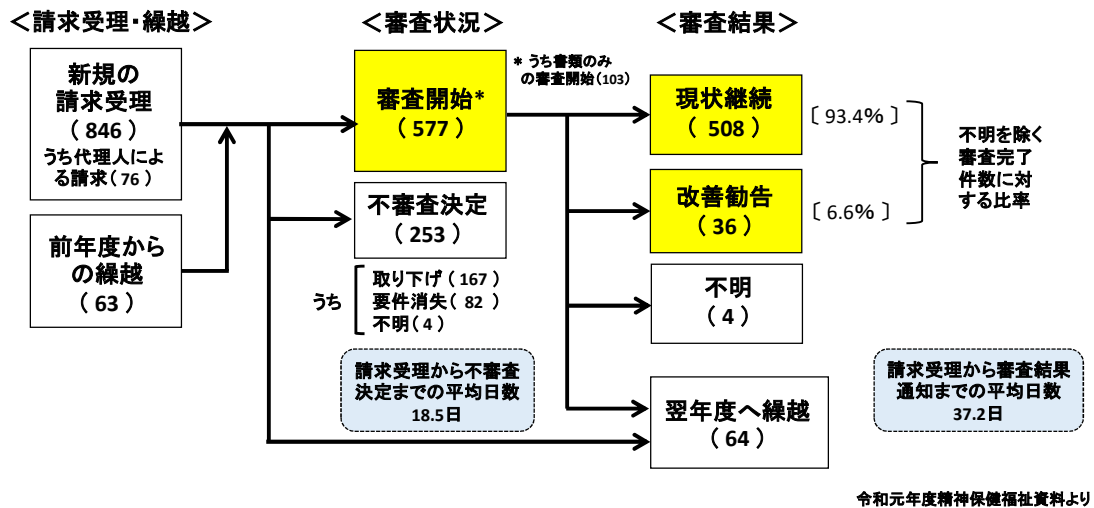 ＜請求受理・繰越＞
新規の
請求受理
（ 846 ）
うち代理人によ
る請求（ 76 ）
前年度から
の繰越
（ 63 ）
＜審査状況＞
審査開始*
（ 577 ）
* うち書類のみ
の審査開始（103）
不審査決定
（ 253 ）
うち
取り下げ（ 167 ）
要件消失（ 82 ）
不明（ 4 ）
請求受理から不審査
決定までの平均日数
18.5日
＜審査結果＞
現状継続
（ 508 ）
〔 93.4% 〕
改善勧告
（ 36 ）
〔 6.6% 〕
不明を除く
審査完了
件数に対
する比率
不明
（ 4 ）
翌年度へ繰越
（ 64 ）
請求受理から審査結果
通知までの平均日数
37.2日
令和元年度精神保健福祉資料より